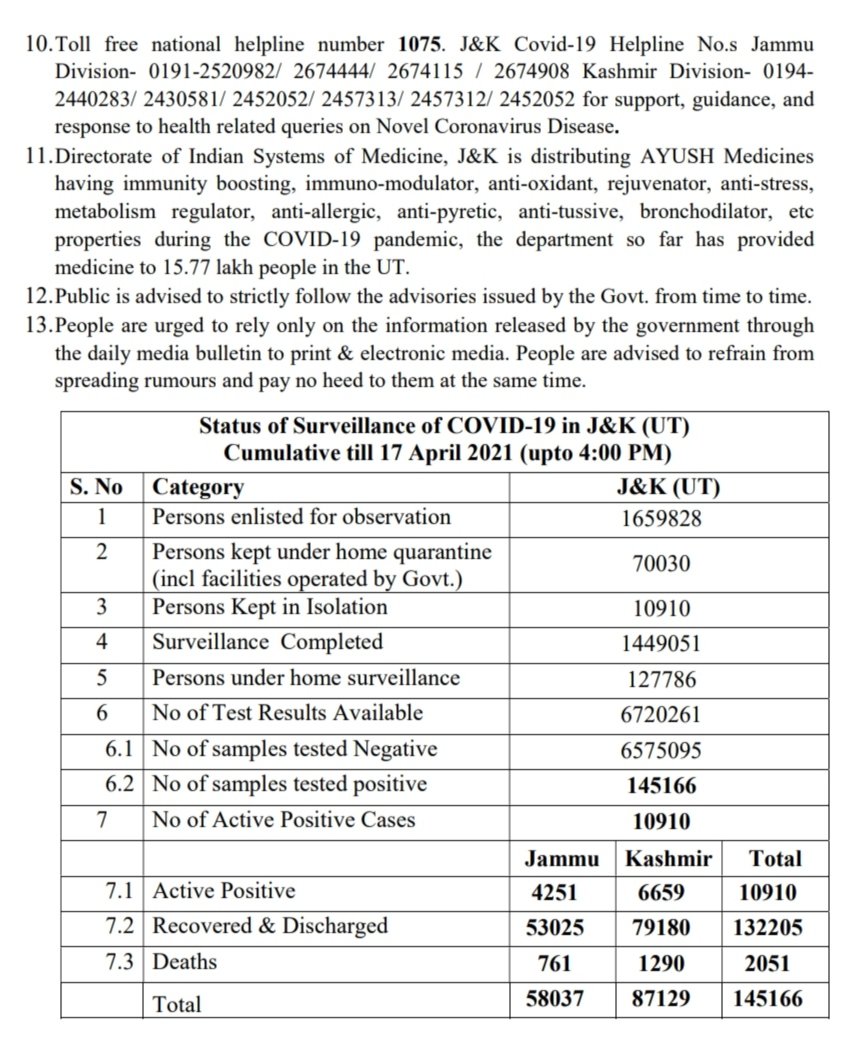 10.Toll free national helpline number 1075. J&K Covid-19 Helpline No.s Jammu
Division- 0191-2520982/ 2674444/ 2674115 / 2674908 Kashmir Division- 0194-
2440283/ 2430581/ 2452052/ 2457313/ 2457312/ 2452052 for support, guidance, and
response to health related queries on Novel Coronavirus Disease.
11.Directorate of Indian Systems of Medicine, J&K is distributing AYUSH Medicines
having immunity boosting, immuno-modulator, anti-oxidant, rejuvenator, anti-stress,
metabolism regulator, anti-allergic, anti-pyretic, anti-tussive, bronchodilator, etc
properties during the COVID-19 pandemic, the department so far has provided
medicine to 15.77 lakh people in the UT.
12.Public is advised to strictly follow the advisories issued by the Govt. from time to time.
13.People are urged to rely only on the information released by the government through
the daily media bulletin to print & electronic media. People are advised to refrain from
spreading rumours and pay no heed to them at the same time.
Status of Surveillance of COVID-19 in J&K (UT)
Cumulative till 17 April 2021 (upto 4:00 PM)
S. No Category J&K (UT)
1 Persons enlisted for observation 1659828
2 Persons kept under home quarantine
(incl facilities operated by Govt.) 70030
3 Persons Kept in Isolation 10910
4 Surveillance Completed 1449051
5 Persons under home surveillance 127786
6 No of Test Results Available 6720261
6.1 No of samples tested Negative 6575095
6.2 No of samples tested positive 145166
7 No of Active Positive Cases 10910
Jammu Kashmir Total
7.1 Active Positive 4251 6659 10910
7.2 Recovered & Discharged 53025 79180 132205
7.3 Deaths 761 1290 2051
Total 58037 87129 145166